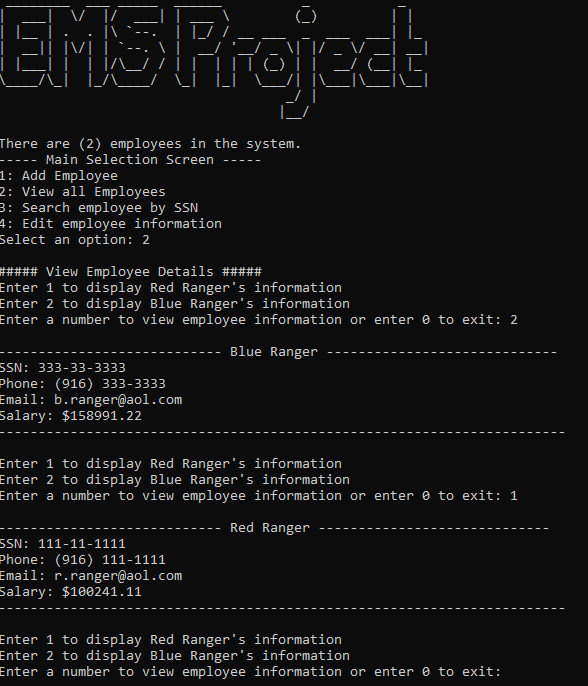 EMS Project
There are (2) employees in the system.
----- Main Selection Screen -----
1: Add Employee
2: View all Employees
3: Search employee by SSN
4: Edit employee information
Select an option: 2
##### View Employee Details #####
Enter 1 to display Red Ranger's information
Enter 2 to display Blue Ranger's information
Enter a number to view employee information or enter 0 to exit: 2
---------------------------- Blue Ranger -----------------------------
SSN: 333-33-3333
Phone: (916) 333-3333
Email: b.ranger@aol.com
Salary: $158991.22
-----------------------------------------------------------------------
Enter 1 to display Red Ranger's information
Enter 2 to display Blue Ranger's information
Enter a number to view employee information or enter 0 to exit: 1
---------------------------- Red Ranger -----------------------------
SSN: 111-11-1111
Phone: (916) 111-1111
Email: r.ranger@aol.com
Salary: $100241.11
-----------------------------------------------------------------------
Enter 1 to display Red Ranger's information
Enter 2 to display Blue Ranger's information
Enter a number to view employee information or enter 0 to exit: